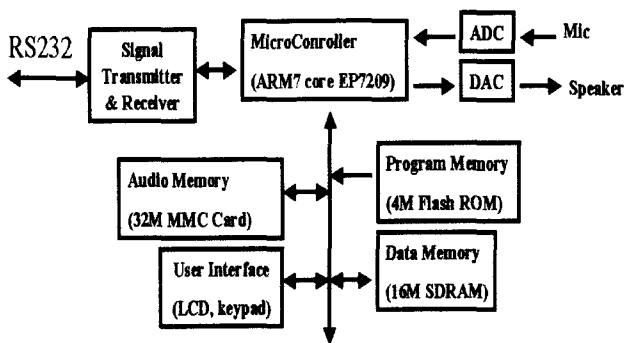 RS232
Signal
Transmitter
& Receiver
MicroConroller
(ARM7 core EP7209)
ADC
Mic
DAC
Speaker
Audio Memory
(32M MMC Card)
Program Memory
(4M Flash ROM)
User Interface
(LCD, keypad)
Data Memory
(16M SDRAM)